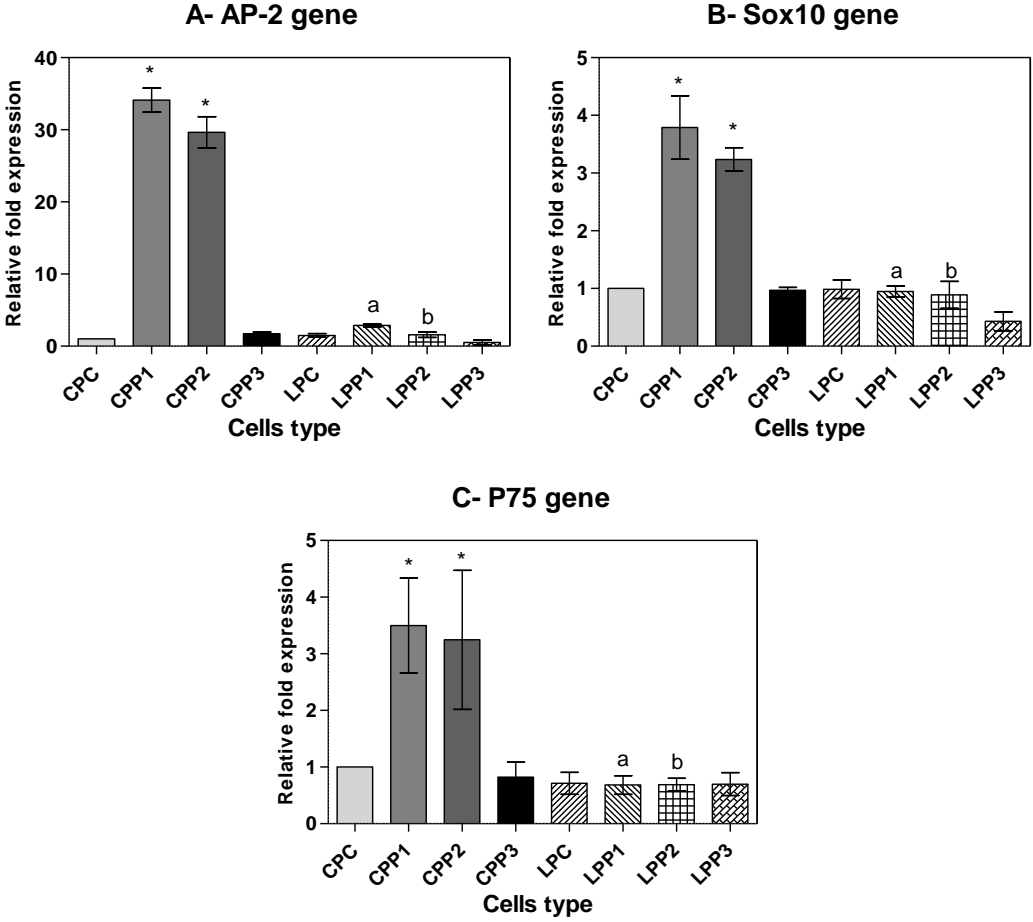 A- AP-2 gene
Relative fold expression
40
30
20
10
0
*
*
a
b
CPC
CPP1
CPP2
CPP3
LPC
LPP1
LPP2
LPP3
Cells type
B- Sox10 gene
Relative fold expression
5
4
3
2
1
0
*
*
a
b
CPC
CPP1
CPP2
CPP3
LPC
LPP1
LPP2
LPP3
Cells type
C- P75 gene
Relative fold expression
5
4
3
2
1
0
*
*
a
b
CPC
CPP1
CPP2
CPP3
LPC
LPP1
LPP2
LPP3
Cells type